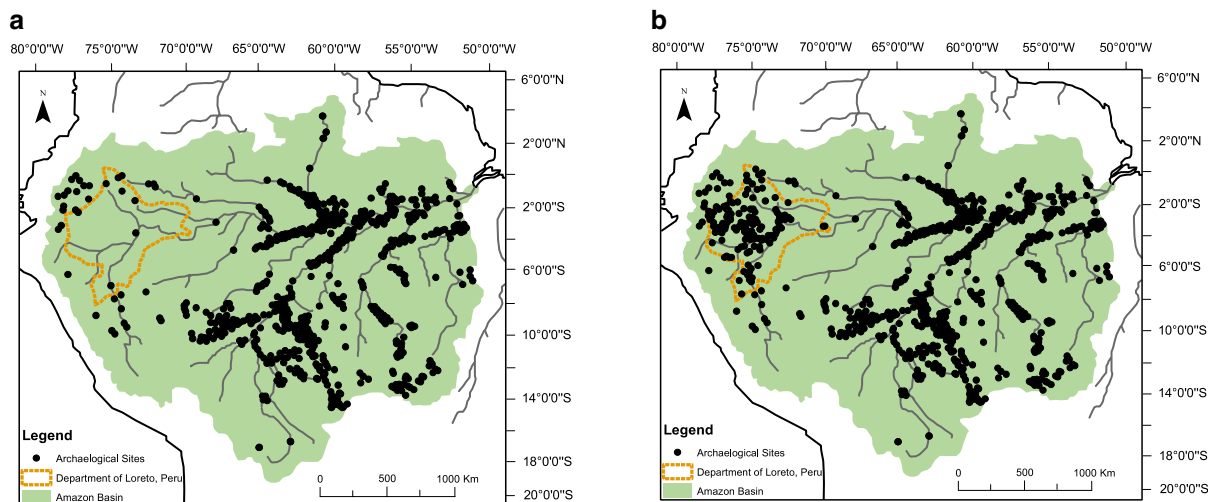 a
80°0'0"W 75°0'0"W 70°0'0"W 65°0'0"W 60°0'0"W 55°0'0"W 50°0'0"W
6°0'0"N
N
2°0'0"N
2°0'0"S
6°0'0"S
10°0'0"S
14°0'0"S
18°0'0"S
20°0'0"S
Legend
Archaelogical Sites
Department of Loreto, Peru
Amazon Basin
0 500 1000 Km
b
80°0'0"W 75°0'0"W 70°0'0"W 65°0'0"W 60°0'0"W 55°0'0"W 50°0'0"W
6°0'0"N
N
2°0'0"N
2°0'0"S
6°0'0"S
10°0'0"S
14°0'0"S
18°0'0"S
20°0'0"S
Legend
Archaelogical Sites
Department of Loreto, Peru
Amazon Basin
0 500 1000 Km